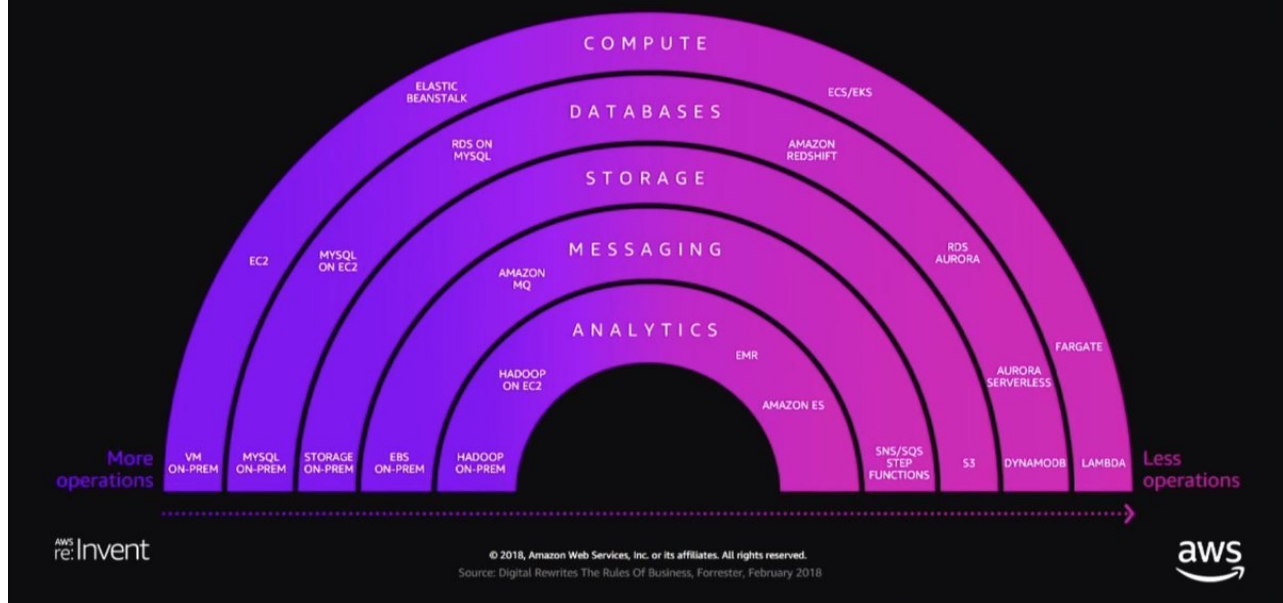 COMPUTE
ELASTIC
BEANSTALK
ECS/EKS
DATABASES
RDS ON
MYSQL
AMAZON
REDSHIFT
STORAGE
EC2
MYSQL
ON EC2
MESSAGING
RDS
AURORA
AMAZON
MQ
ANALYTICS
EMR
FARGATE
HADOOP
ON EC2
AURORA
SERVERLESS
AMAZON ES
More
operations
VM
ON-PREM
MYSQL
ON-PREM
STORAGE
ON-PREM
EBS
ON-PREM
HADOOP
ON-PREM
SNS/SQS
STEP
FUNCTIONS
S3
DYNAMODB
LAMBDA
Less
operations
AWS
re:Invent
© 2018, Amazon Web Services, Inc. or its affiliates. All rights reserved.
Source: Digital Rewrites The Rules Of Business, Forrester, February 2018
aws